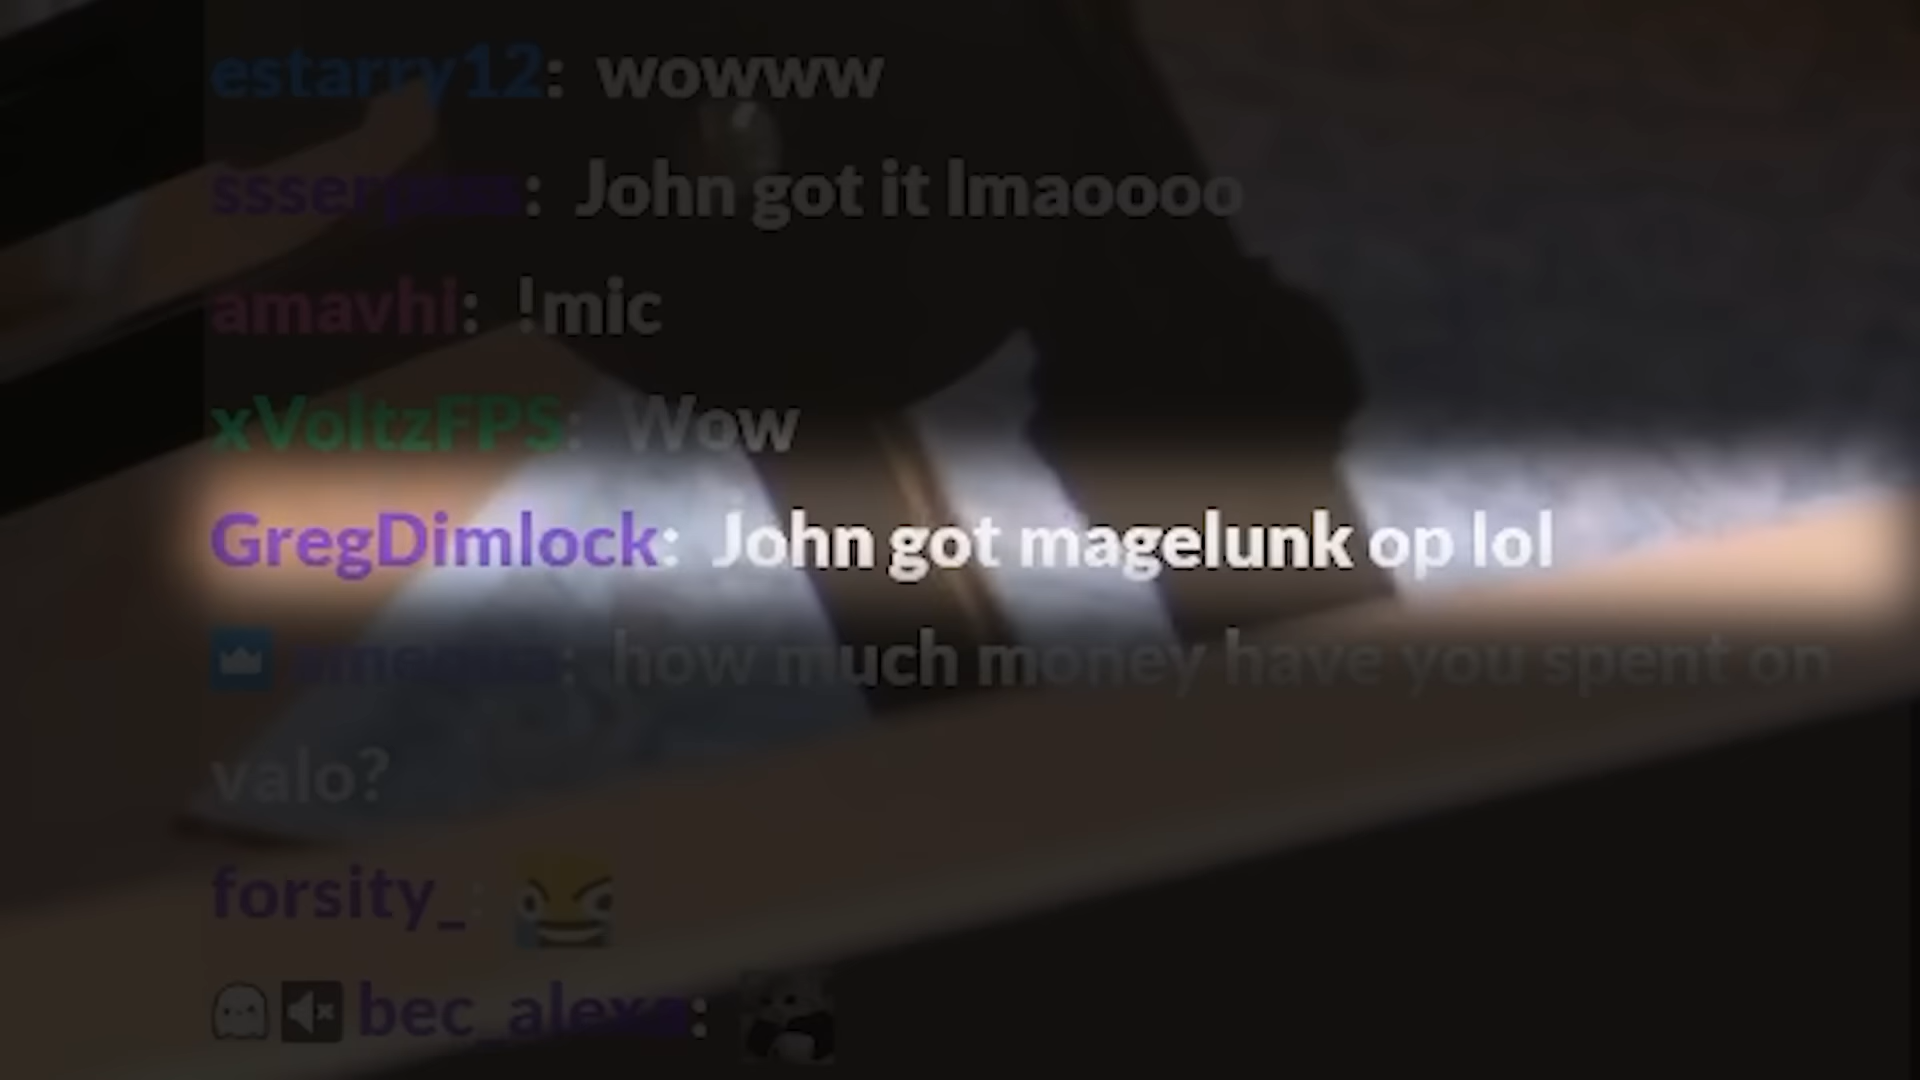 estarry12: wowww
: John got it lmaoooo
amavhl: !mic
xVoltzFPS: Wow
GregDimlock: John got magelunk op lol
: how much money have you spent on
valo?
forsity_:
bec_alexa: